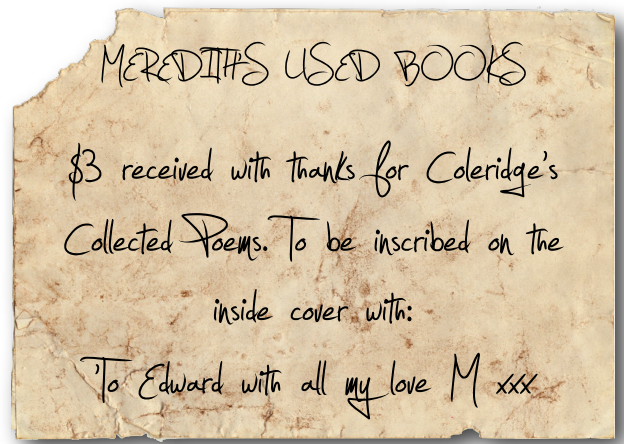 MEREDITH'S USED BOOKS
$3 received with thanks for Coleridge's
Collected Poems. To be inscribed on the
inside cover with:
'To Edward with all my love M xxx